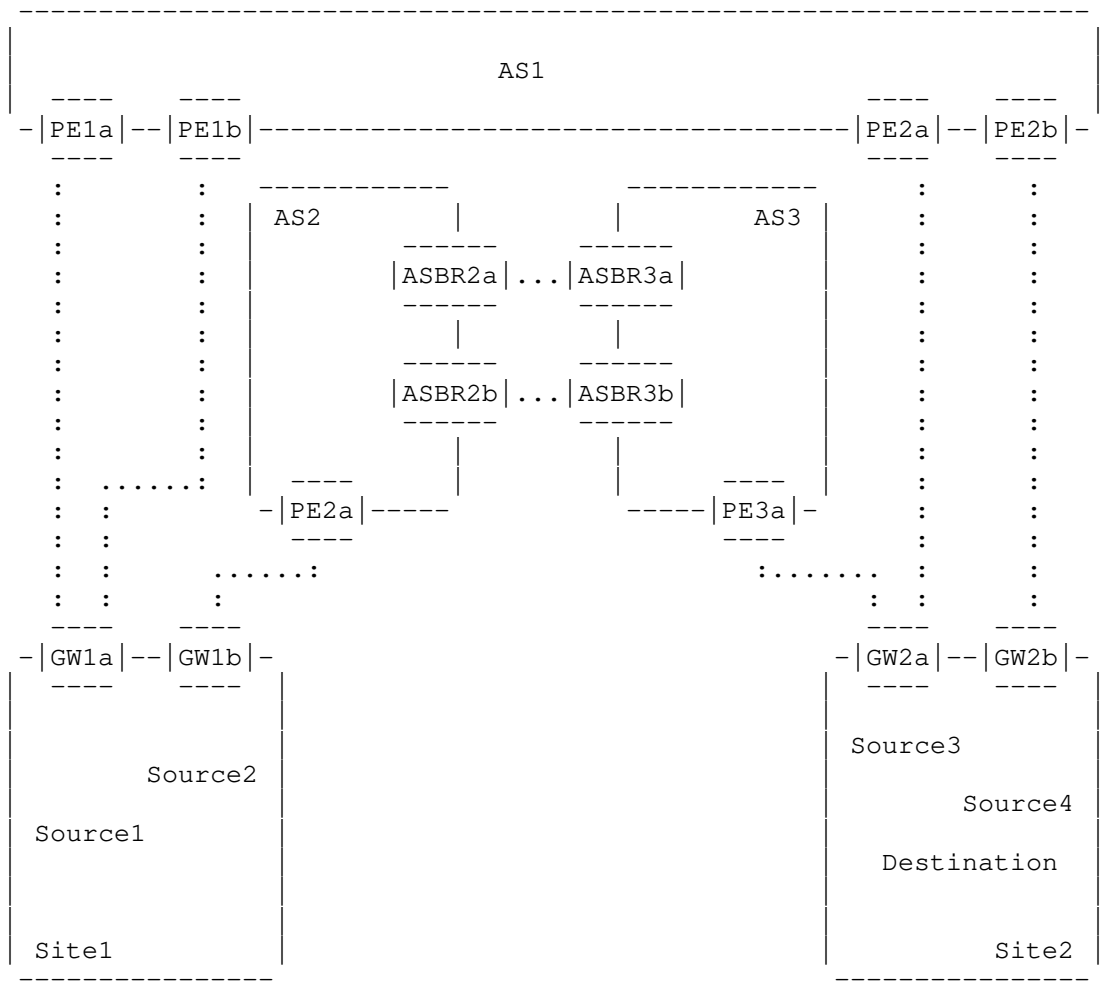 AS1
PE1a PE1b PE2a PE2b
AS2 AS3
ASBR2a ... ASBR3a
ASBR2b ... ASBR3b
PE2a PE3a
GW1a GW1b GW2a GW2b
Source3
Source2
Source4
Source1
Destination
Site1 Site2